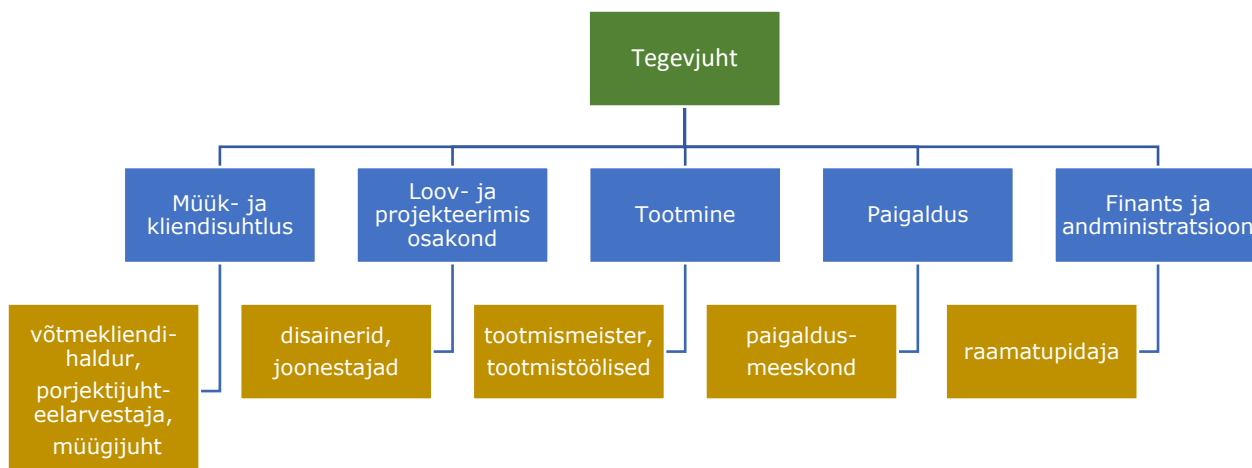 Tegevjuht
Müük- ja
kliendisuhtlus
Loov- ja
projekteerimis
osakond
Tootmine
Paigaldus
Finants ja
andministratsioon
võtmekliendi-
haldur,
porjektijuht-
eelarvestaja,
müügijuht
disainerid,
joonestajad
tootmismeister,
tootmistöölised
paigaldus-
meeskond
raamatupidaja